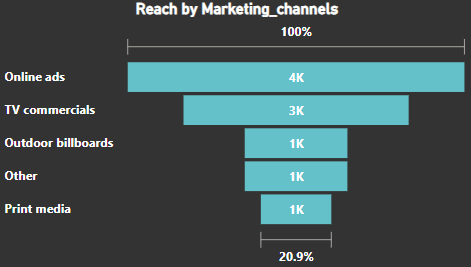 Reach by Marketing_channels
100%
Online ads 4K
TV commercials 3K
Outdoor billboards 1K
Other 1K
Print media 1K
20.9%